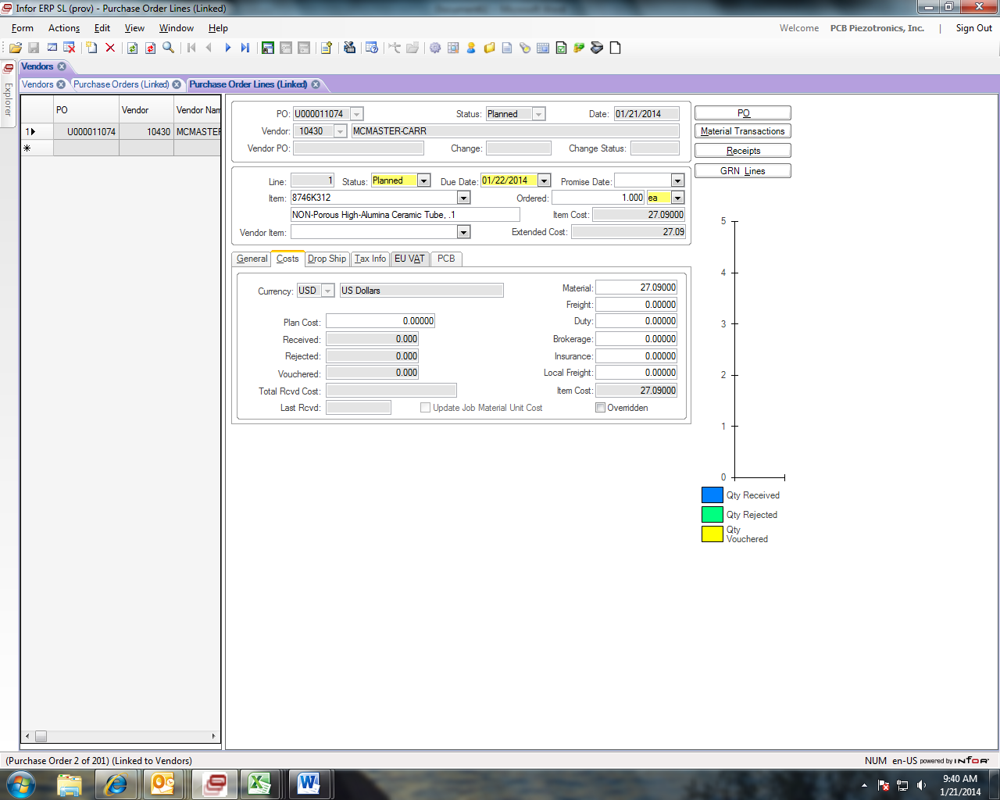 Infor ERP SL (prov) - Purchase Order Lines (Linked)
Form Actions Edit View Window Help
Welcome PCB Piezotronics, Inc. | Sign Out
Vendors
Vendors Purchase Orders (Linked) Purchase Order Lines (Linked)
Explorer
PO Vendor Vendor Nam
1 U000011074 10430 MCMASTER
PO: U000011074 Status: Planned Date: 01/21/2014
Vendor: 10430 MCMASTER-CARR
Vendor PO: Change: Change Status:
PO
Material Transactions
Receipts
GRN Lines
Line: 1 Status: Planned Due Date: 01/22/2014 Promise Date:
Item: 8746K312 Ordered: 1.000 ea
NON-Porous High-Alumina Ceramic Tube, .1 Item Cost: 27.09000
Vendor Item: Extended Cost: 27.09
General Costs Drop Ship Tax Info EU VAT PCB
Currency: USD US Dollars
Plan Cost: 0.00000
Received: 0.000
Rejected: 0.000
Vouchered: 0.000
Total Rcvd Cost:
Last Rcvd: Update Job Material Unit Cost
Material: 27.09000
Freight: 0.00000
Duty: 0.00000
Brokerage: 0.00000
Insurance: 0.00000
Local Freight: 0.00000
Item Cost: 27.09000
Overridden
5
4
3
2
1
0
Qty Received
Qty Rejected
Qty
Vouchered
(Purchase Order 2 of 201) (Linked to Vendors)
NUM en-US powered by infor
9:40 AM
1/21/2014